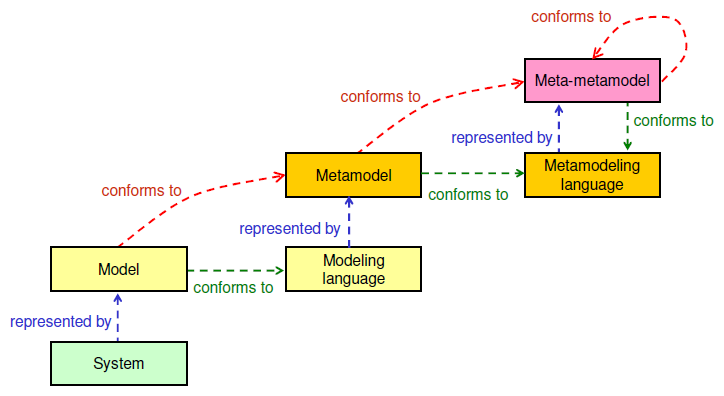 conforms to
Meta-metamodel
conforms to
conforms to
represented by
Metamodel
Metamodeling
language
conforms to
conforms to
represented by
Model
Modeling
language
conforms to
represented by
System